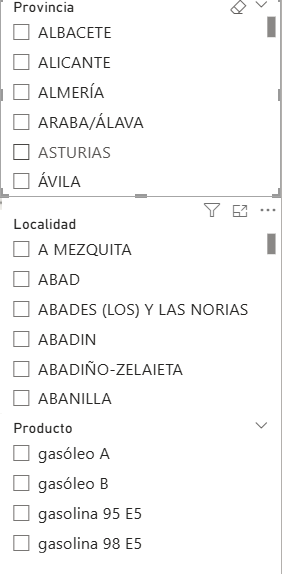 Provincia
ALBACETE
ALICANTE
ALMERÍA
ARABA/ÁLAVA
ASTURIAS
ÁVILA
Localidad
A MEZQUITA
ABAD
ABADES (LOS) Y LAS NORIAS
ABADIN
ABADIÑO-ZELAIETA
ABANILLA
Producto
gasóleo A
gasóleo B
gasolina 95 E5
gasolina 98 E5